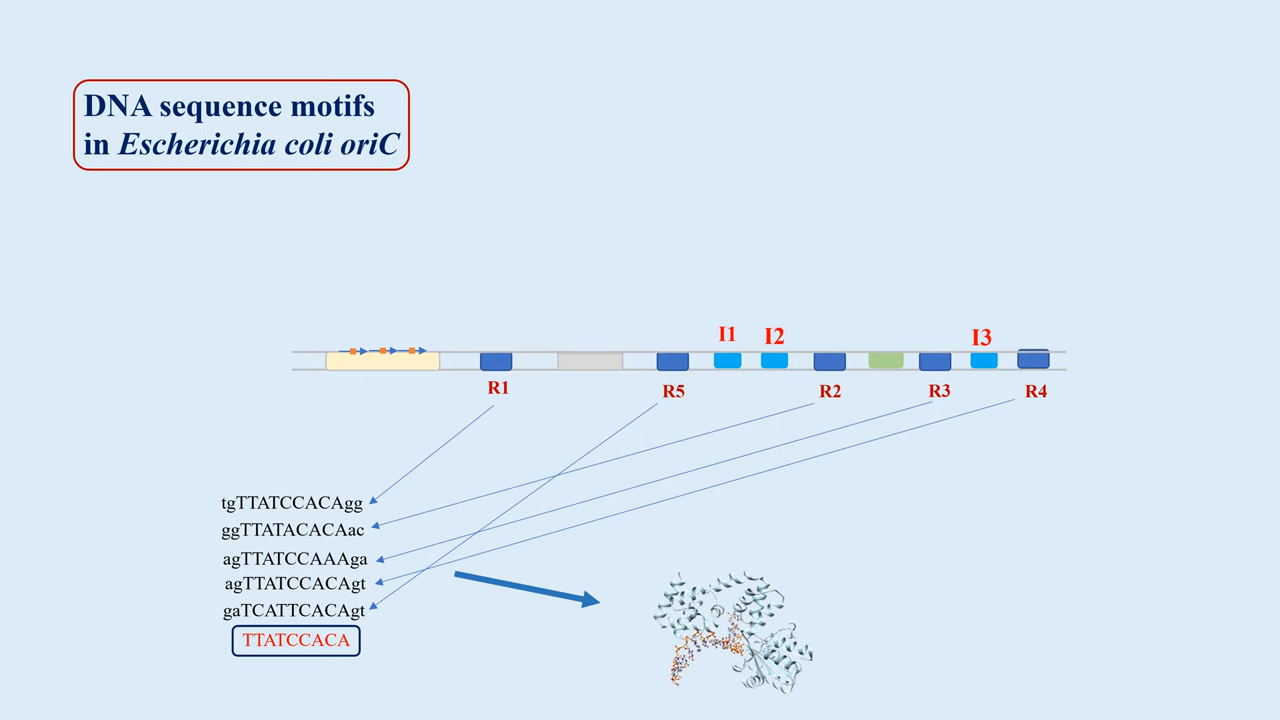 DNA sequence motifs
in Escherichia coli oriC
I1 I2 I3
R1 R5 R2 R3 R4
tgTTATCCACAgg
ggTTATACACAac
agTTATCCAAAga
agTTATCCACAgt
gaTCATTCACAgt
TTATCCACA